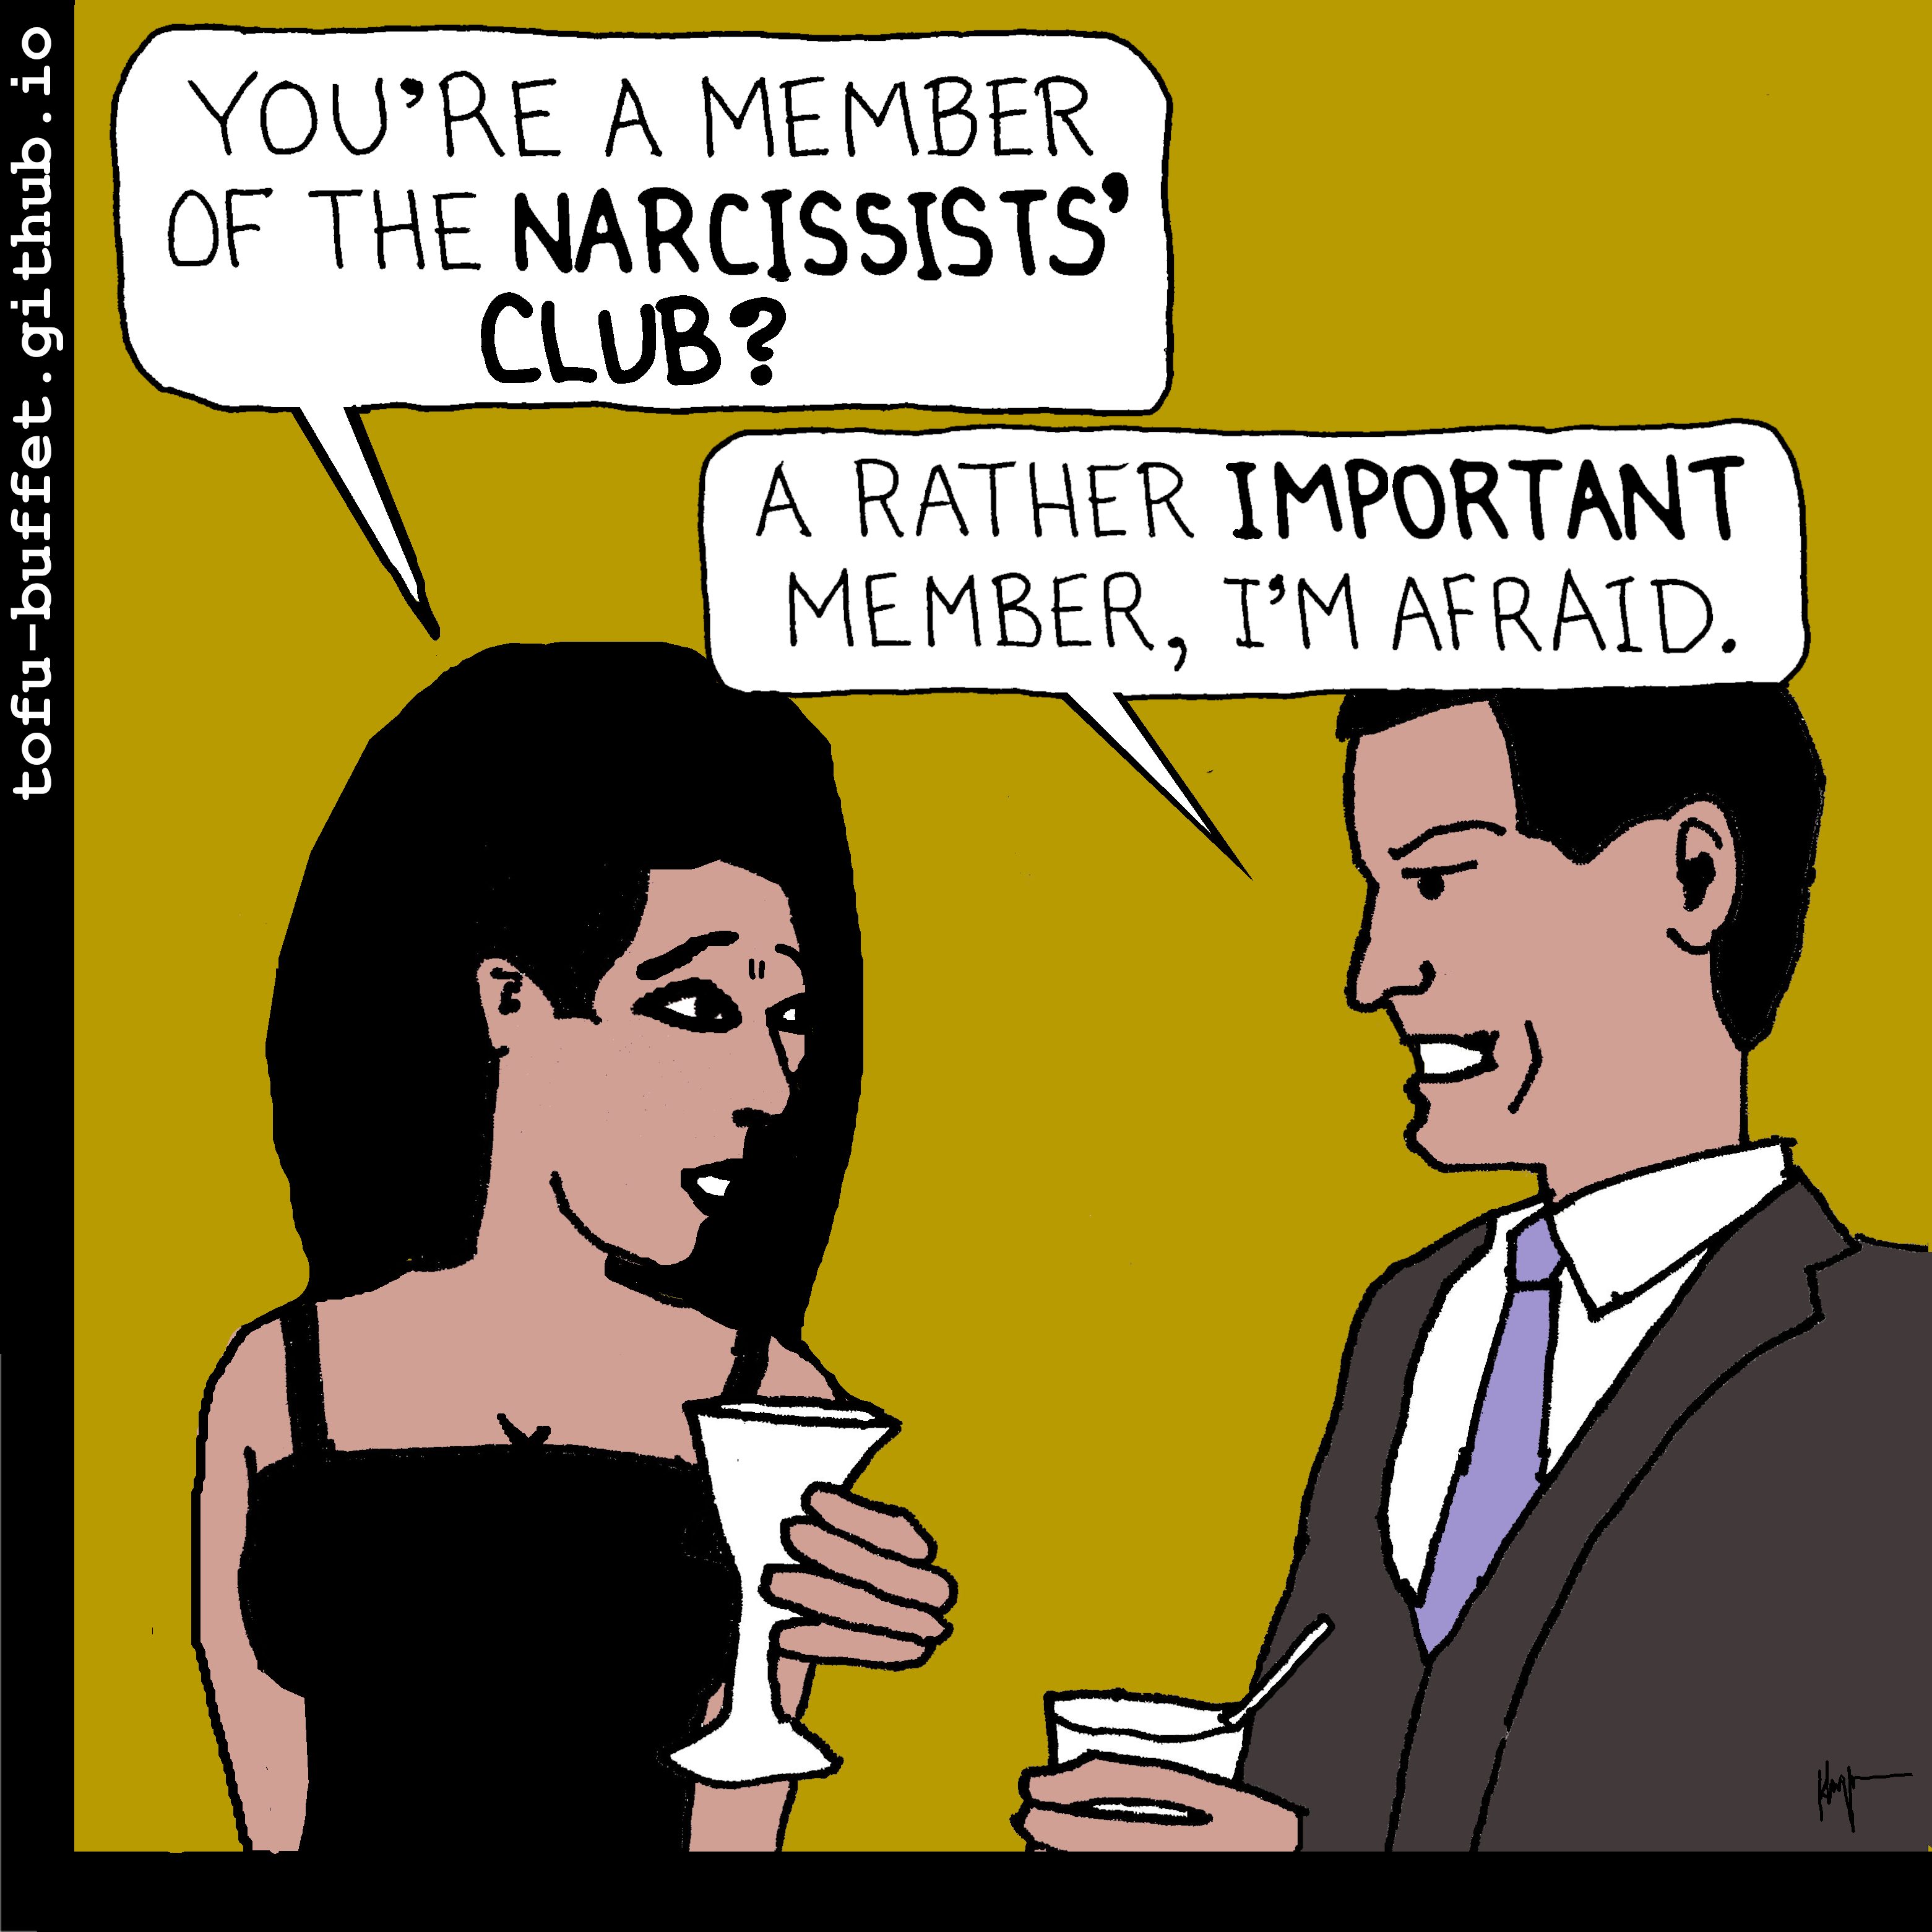 tofu-buffet.github.io
YOU'RE A MEMBER
OF THE NARCISSISTS'
CLUB?
A RATHER IMPORTANT
MEMBER, I'M AFRAID.